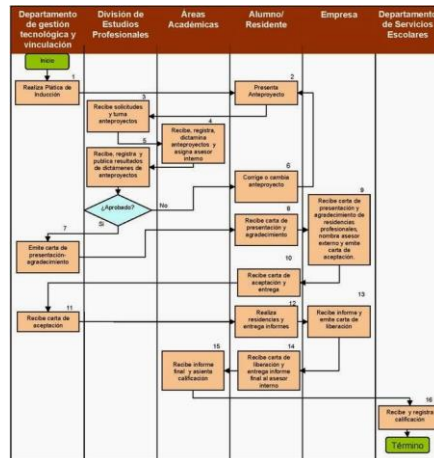 Departamento
de gestión
tecnológica y
vinculación
División de
Estudios
Profesionales
Áreas
Académicas
Alumno/
Residente
Empresa
Departamento
de Servicios
Escolares
Inicio
1
Realiza Plática de
Inducción
2
Presenta
Anteproyecto
3
Recibe solicitudes
y turna
anteproyectos
4
Recibe, registra,
dictamina
anteproyectos y
asigna asesor
interno
5
Recibe, registra y
publica resultados
de dictámenes de
anteproyectos
¿Aprobado?
No
Si
6
Corrige o cambia
anteproyecto
7
Emite carta de
presentación-
agradecimiento
8
Recibe carta de
presentación y
agradecimiento
9
Recibe carta de
presentación y
agradecimiento de
residencias
profesionales,
nombra asesor
externo y emite
carta de
aceptación.
10
Recibe carta de
aceptación y
entrega
11
Recibe carta de
aceptación
12
Realiza
residencias y
entrega informes
13
Recibe informe y
emite carta de
liberación
14
Recibe carta de
liberación y
entrega informe
final al asesor
interno
15
Recibe informe
final y asienta
calificación
16
Recibe y registra
calificación
Término